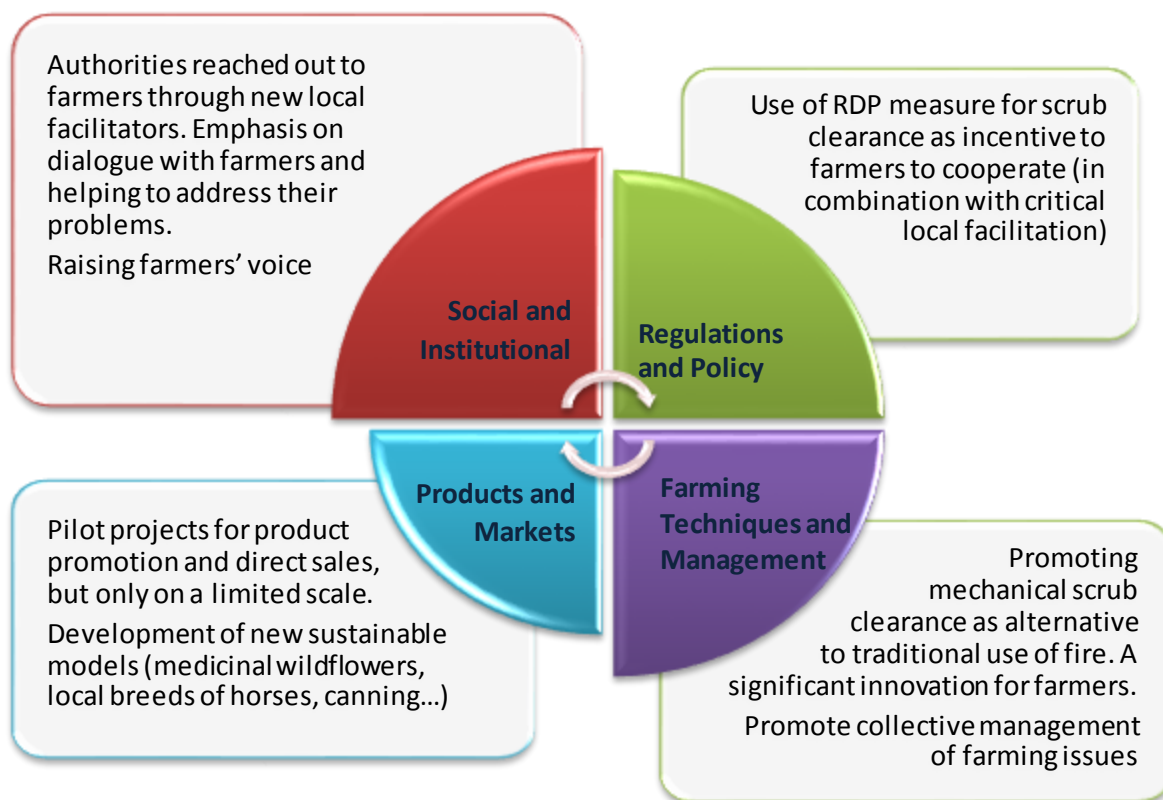 Authorities reached out to
farmers through new local
facilitators. Emphasis on
dialogue with farmers and
helping to address their
problems.
Raising farmers’ voice
Use of RDP measure for scrub
clearance as incentive to
farmers to cooperate (in
combination with critical
local facilitation)
Social and
Institutional
Regulations
and Policy
Products and
Markets
Farming
Techniques and
Management
Pilot projects for product
promotion and direct sales,
but only on a limited scale.
Development of new sustainable
models (medicinal wildflowers,
local breeds of horses, canning…)
Promoting
mechanical scrub
clearance as alternative
to traditional use of fire. A
significant innovation for farmers.
Promote collective management
of farming issues